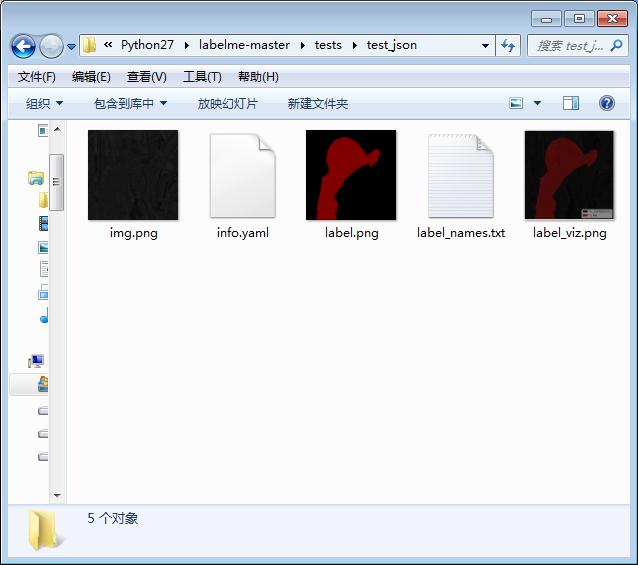 « Python27 ▸ labelme-master ▸ tests ▸ test_json
搜索 test_j...
文件(F) 编辑(E) 查看(V) 工具(T) 帮助(H)
组织 包含到库中 放映幻灯片 新建文件夹
img.png info.yaml label.png label_names.txt label_viz.png
5 个对象